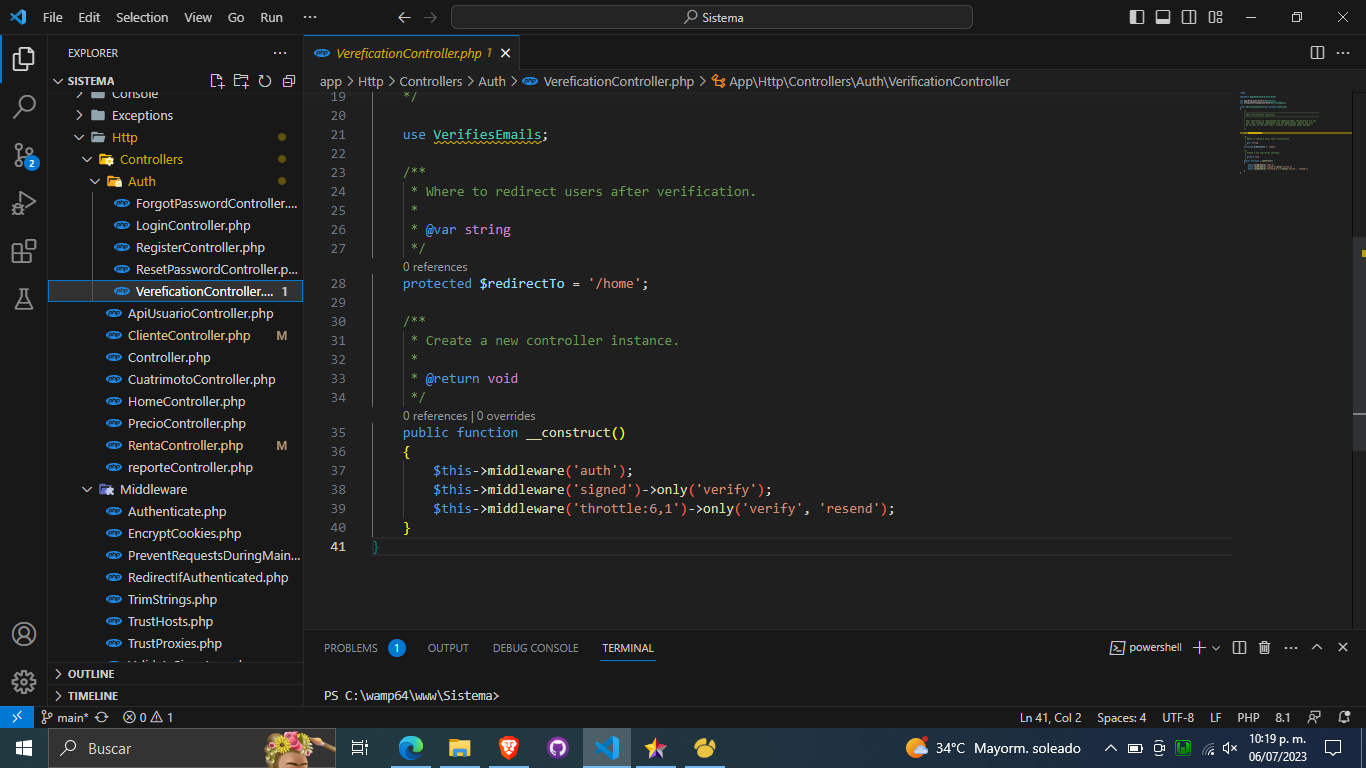 File Edit Selection View Go Run ··· Sistema
EXPLORER ···
SISTEMA
Console
Exceptions
Http
Controllers
Auth
ForgotPasswordController....
LoginController.php
RegisterController.php
ResetPasswordController.p...
VereficationController.... 1
ApiUsuarioController.php
ClienteController.php M
Controller.php
CuatrimotoController.php
HomeController.php
PrecioController.php
RentaController.php M
reporteController.php
Middleware
Authenticate.php
EncryptCookies.php
PreventRequestsDuringMain...
RedirectIfAuthenticated.php
TrimStrings.php
TrustHosts.php
TrustProxies.php
OUTLINE
TIMELINE
2
VereficationController.php 1
app > Http > Controllers > Auth > VereficationController.php > App\Http\Controllers\Auth\VerificationController
19 */
20
21 use VerifiesEmails;
22
23 /**
24 * Where to redirect users after verification.
25 *
26 * @var string
27 */
0 references
28 protected $redirectTo = '/home';
29
30 /**
31 * Create a new controller instance.
32 *
33 * @return void
34 */
0 references | 0 overrides
35 public function __construct()
36 {
37 $this->middleware('auth');
38 $this->middleware('signed')->only('verify');
39 $this->middleware('throttle:6,1')->only('verify', 'resend');
40 }
41 }
PROBLEMS 1 OUTPUT DEBUG CONSOLE TERMINAL powershell
PS C:\wamp64\www\Sistema>
main* 0 1 Ln 41, Col 2 Spaces: 4 UTF-8 LF PHP 8.1
Buscar 34°C Mayorm. soleado 10:19 p. m.
06/07/2023